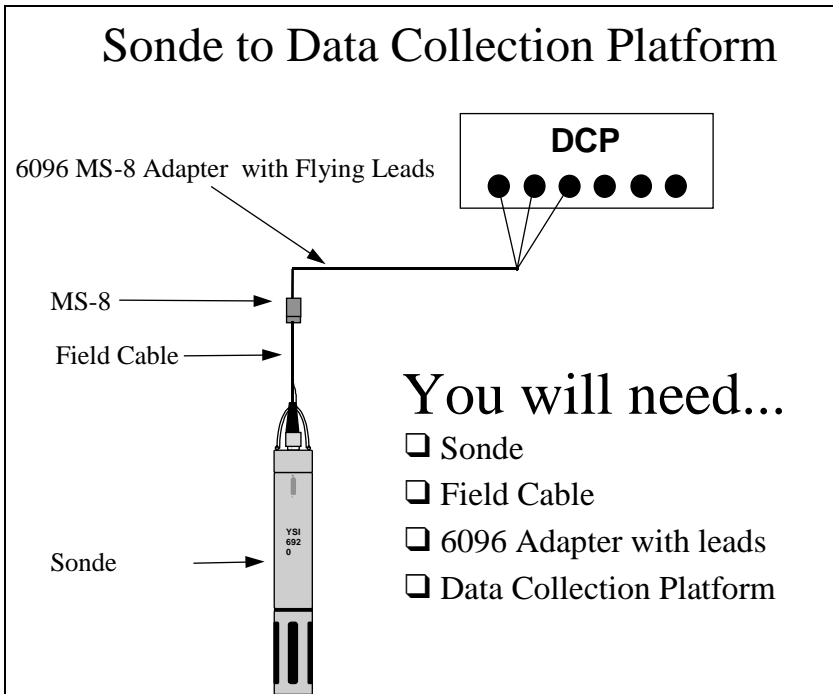 Sonde to Data Collection Platform
DCP
6096 MS-8 Adapter with Flying Leads
MS-8
Field Cable
You will need...
❑ Sonde
❑ Field Cable
❑ 6096 Adapter with leads
❑ Data Collection Platform
YSI
692
0
Sonde